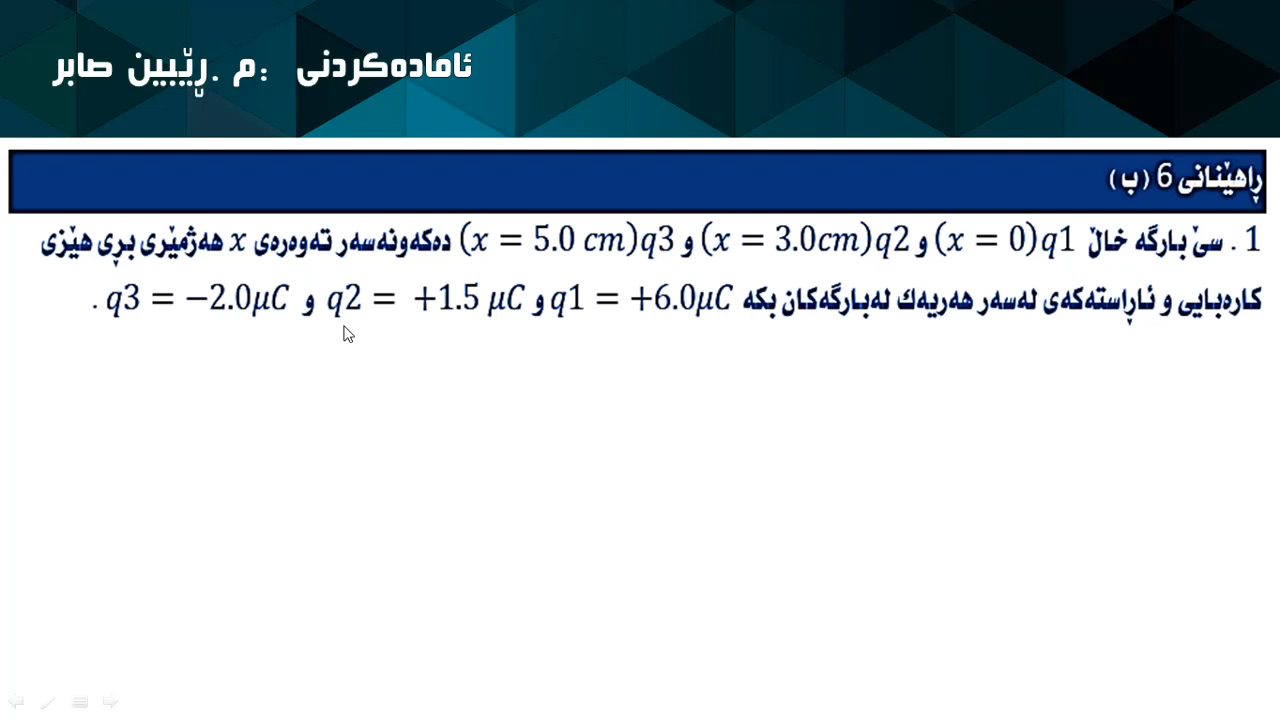 ئامادەکردنی :م .ڕێبین صابر
ڕاهێنانی 6 (ب)
1 . سێ بارگە خاڵ q1(x = 0) و q2(x = 3.0cm) و q3(x = 5.0 cm) دەکەونەسەر تەوەرەی x هەژمێری بڕی هێزی
کارەبایی و ئاڕاستەکەی لەسەر هەریەك لەبارگەکان بکە q1 = +6.0μC و q2 = +1.5 μC و q3 = −2.0μC .